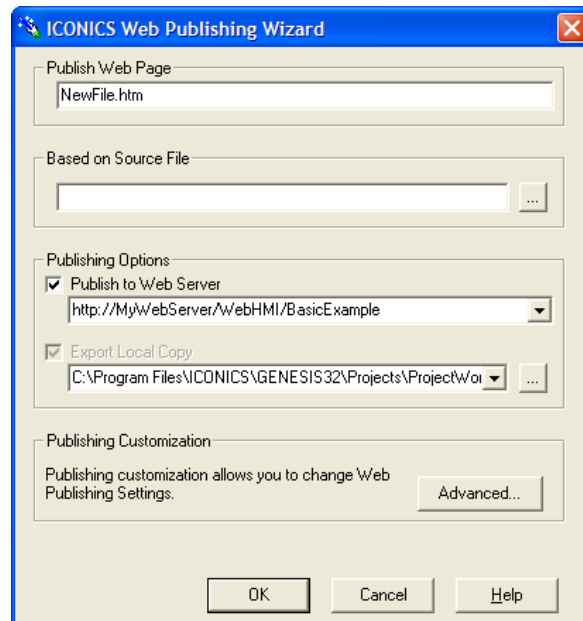 ICONICS Web Publishing Wizard
Publish Web Page
NewFile.htm
Based on Source File
...
Publishing Options
Publish to Web Server
http://MyWebServer/WebHMI/BasicExample
Export Local Copy
C:\Program Files\ICONICS\GENESIS32\Projects\ProjectWor
...
Publishing Customization
Publishing customization allows you to change Web
Publishing Settings.
Advanced...
OK Cancel Help